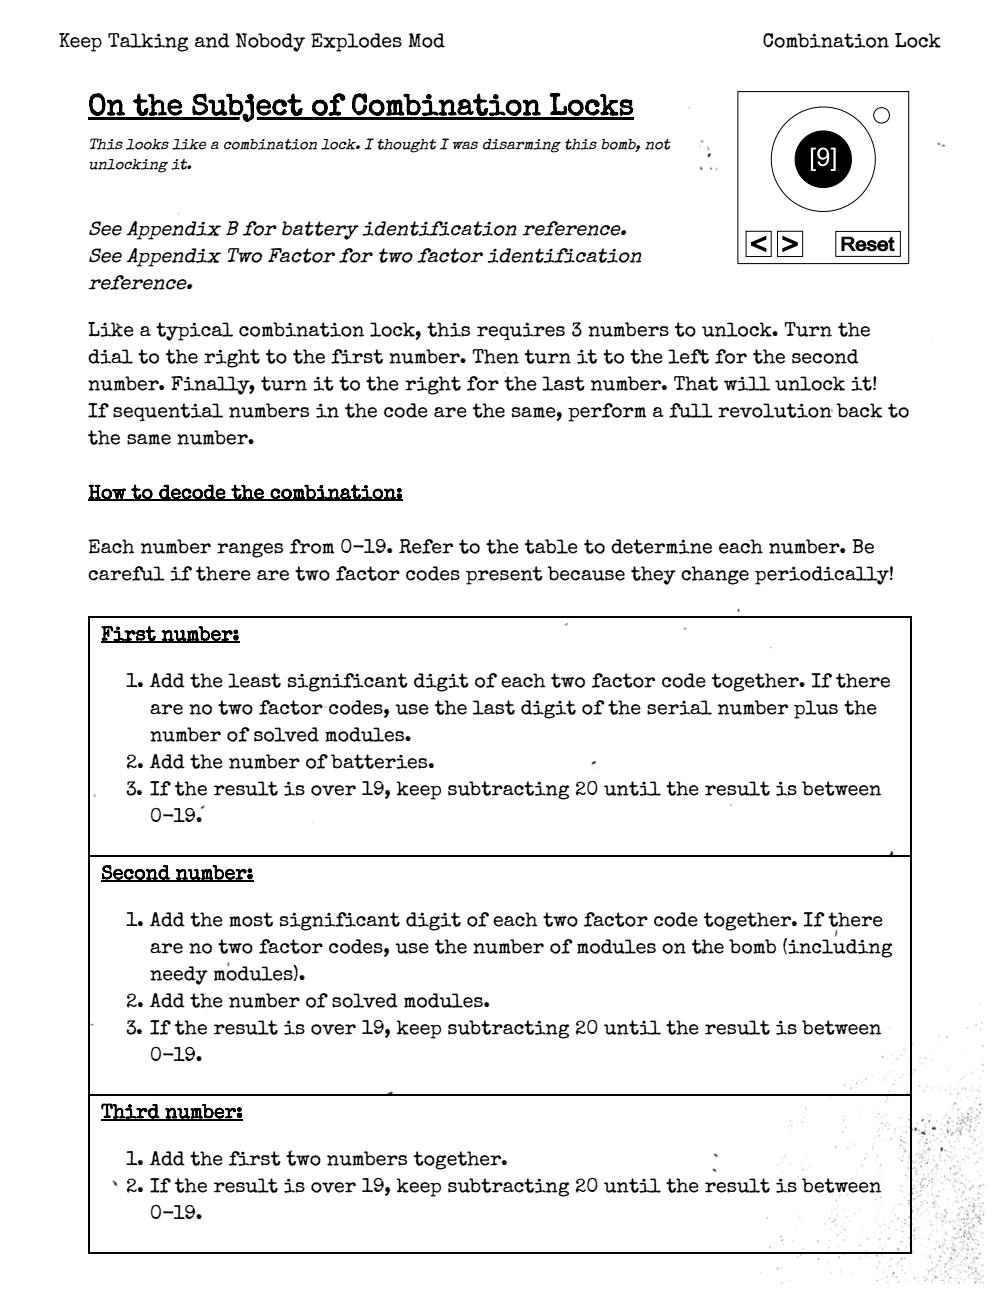 Keep Talking and Nobody Explodes Mod
Combination Lock
On the Subject of Combination Locks
This looks like a combination lock. I thought I was disarming this bomb, not
unlocking it.
[9]
< > Reset
See Appendix B for battery identification reference.
See Appendix Two Factor for two factor identification
reference.
Like a typical combination lock, this requires 3 numbers to unlock. Turn the
dial to the right to the first number. Then turn it to the left for the second
number. Finally, turn it to the right for the last number. That will unlock it!
If sequential numbers in the code are the same, perform a full revolution back to
the same number.
How to decode the combination:
Each number ranges from 0-19. Refer to the table to determine each number. Be
careful if there are two factor codes present because they change periodically!
First number:
1. Add the least significant digit of each two factor code together. If there
are no two factor codes, use the last digit of the serial number plus the
number of solved modules.
2. Add the number of batteries.
3. If the result is over 19, keep subtracting 20 until the result is between
0-19.
Second number:
1. Add the most significant digit of each two factor code together. If there
are no two factor codes, use the number of modules on the bomb (including
needy modules).
2. Add the number of solved modules.
3. If the result is over 19, keep subtracting 20 until the result is between
0-19.
Third number:
1. Add the first two numbers together.
2. If the result is over 19, keep subtracting 20 until the result is between
0-19.